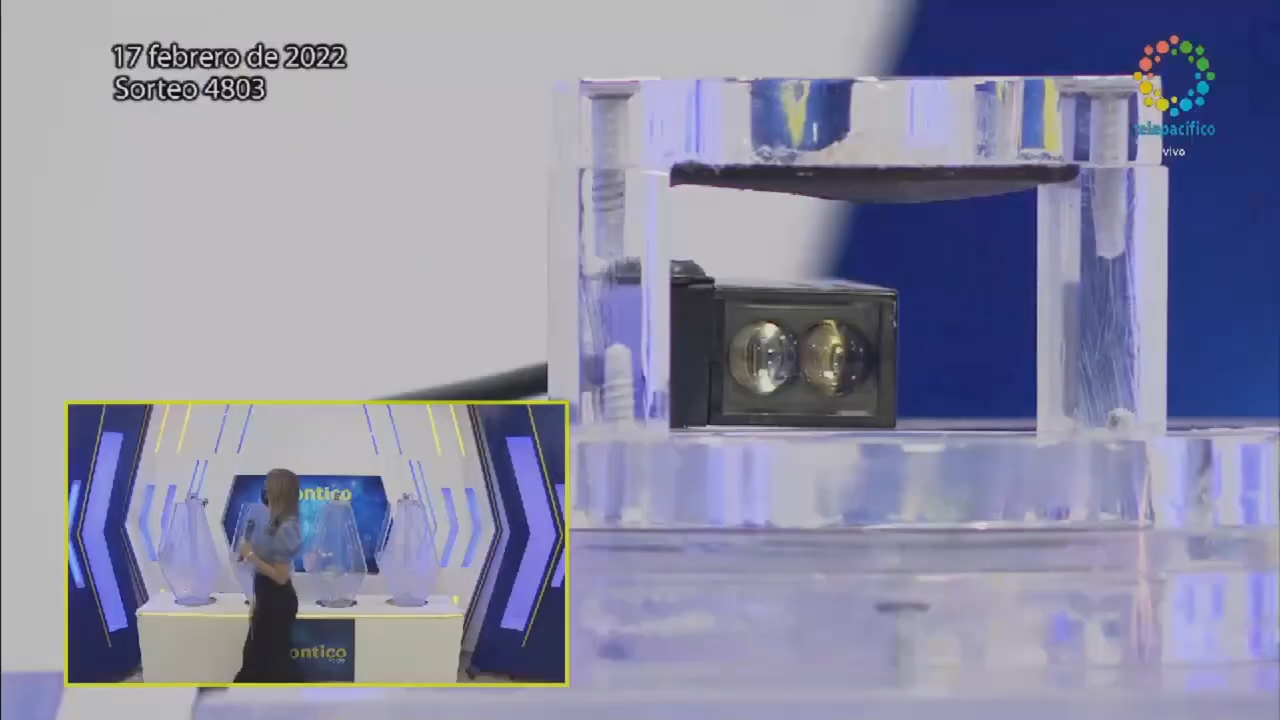 17 febrero de 2022
Sorteo 4803
telepacífico
vivo
ontico
ontico